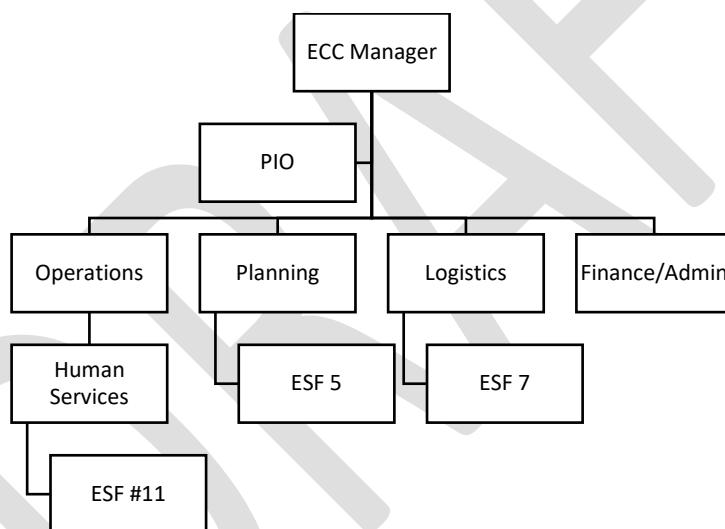 ECC Manager
PIO
Operations
Planning
Logistics
Finance/Admin
Human
Services
ESF 5
ESF 7
ESF #11